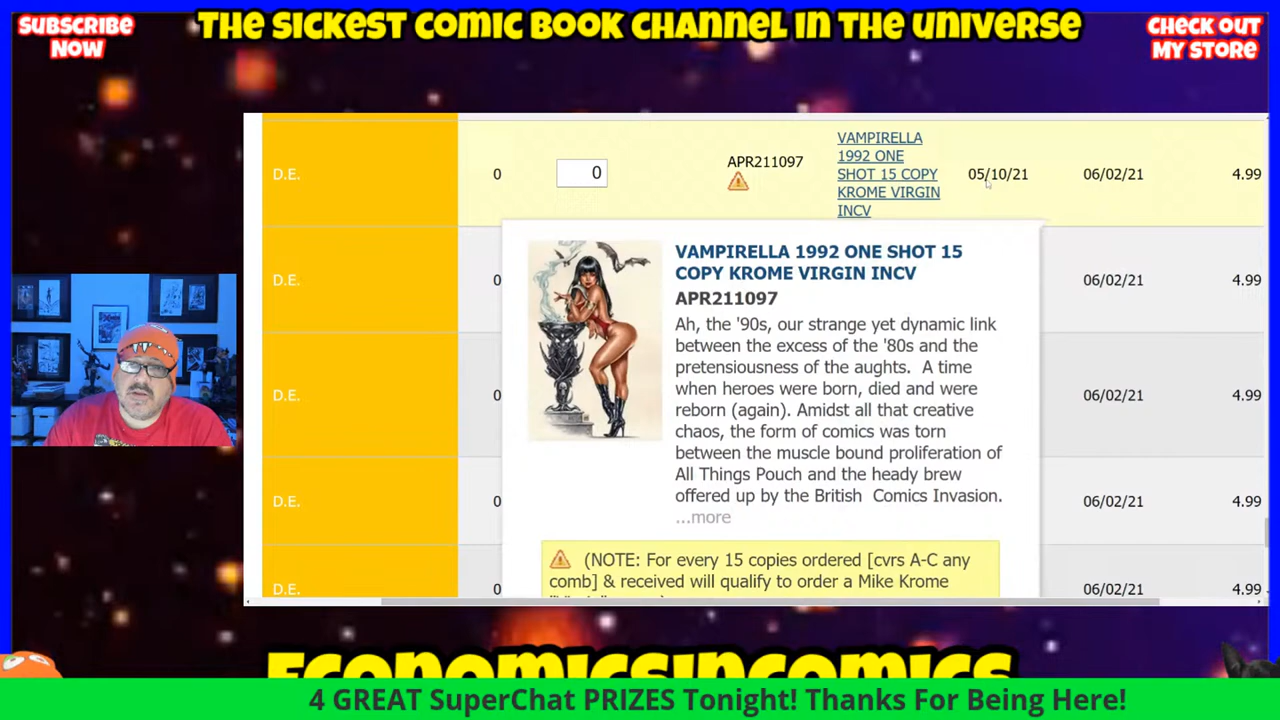 SUBSCRIBE
NOW
THE SICKEST COMIC BOOK CHANNEL IN THE UNIVERSE
CHECK OUT
MY STORE
D.E.
0
0
APR211097
VAMPIRELLA
1992 ONE
SHOT 15 COPY
KROME VIRGIN
INCV
05/10/21
06/02/21
4.99
VAMPIRELLA 1992 ONE SHOT 15
COPY KROME VIRGIN INCV
APR211097
Ah, the '90s, our strange yet dynamic link
between the excess of the '80s and the
pretensiousness of the aughts. A time
when heroes were born, died and were
reborn (again). Amidst all that creative
chaos, the form of comics was torn
between the muscle bound proliferation of
All Things Pouch and the heady brew
offered up by the British Comics Invasion.
...more
(NOTE: For every 15 copies ordered [cvrs A-C any
comb] & received will qualify to order a Mike Krome
D.E.
0
06/02/21
4.99
D.E.
0
06/02/21
4.99
D.E.
0
06/02/21
4.99
D.E.
0
06/02/21
4.99
ECONOMICSINCOMICS
4 GREAT SuperChat PRIZES Tonight! Thanks For Being Here!